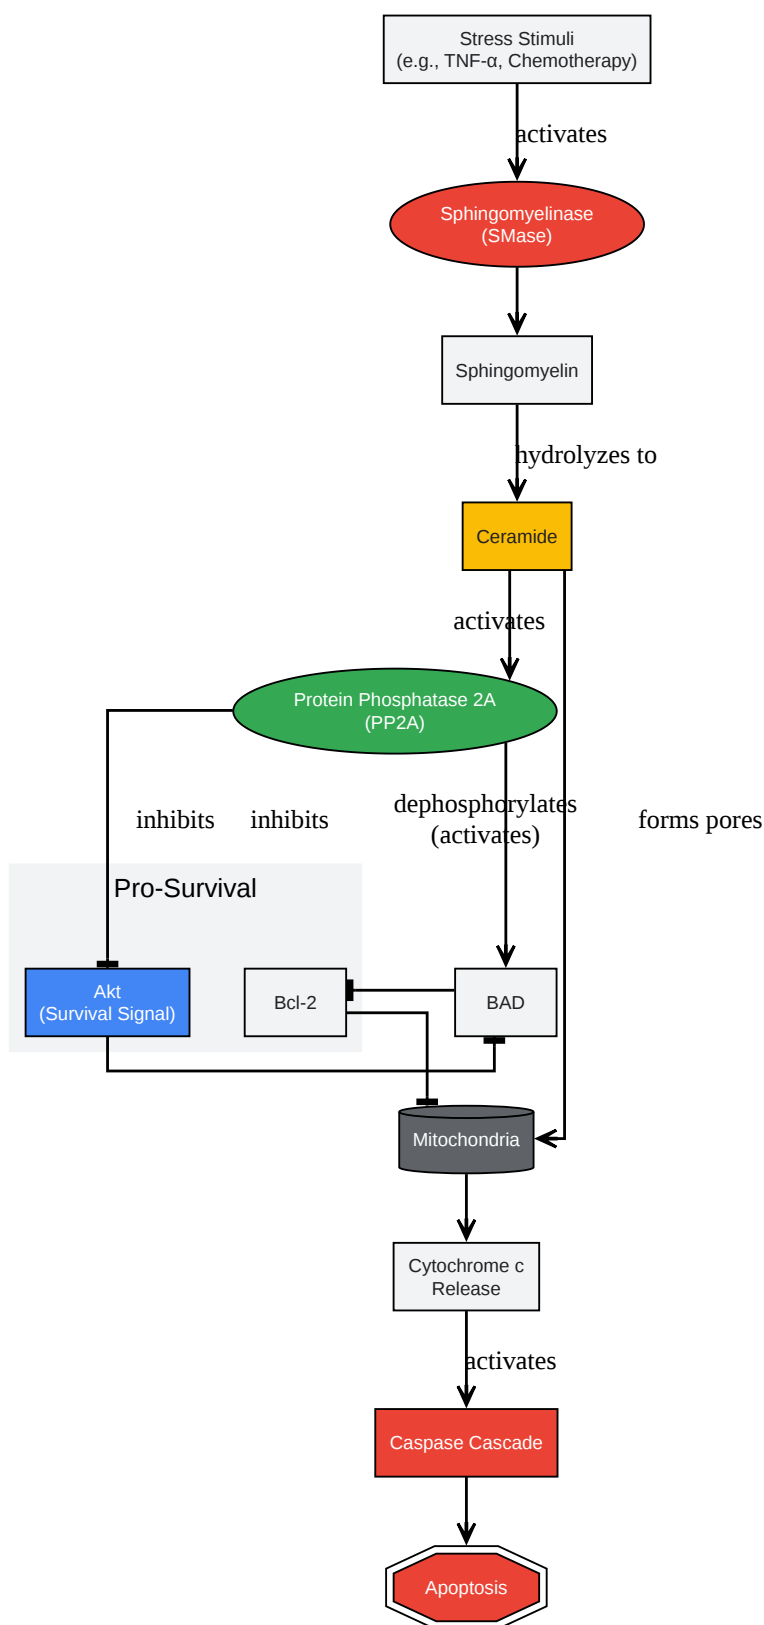 Stress Stimuli
(e.g., TNF-α, Chemotherapy)
activates
Sphingomyelinase
(SMase)
Sphingomyelin
hydrolyzes to
Ceramide
activates
Protein Phosphatase 2A
(PP2A)
inhibits
inhibits
dephosphorylates
(activates)
forms pores
Pro-Survival
Akt
(Survival Signal)
Bcl-2
BAD
Mitochondria
Cytochrome c
Release
activates
Caspase Cascade
Apoptosis